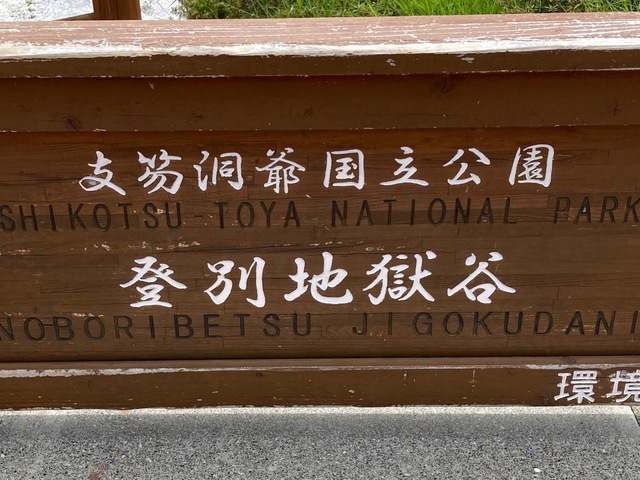 支笏洞爺国立公園
SHIKOTSU-TOYA NATIONAL PARK
登別地獄谷
NOBORIBETSU JIGOKUDANI
環境